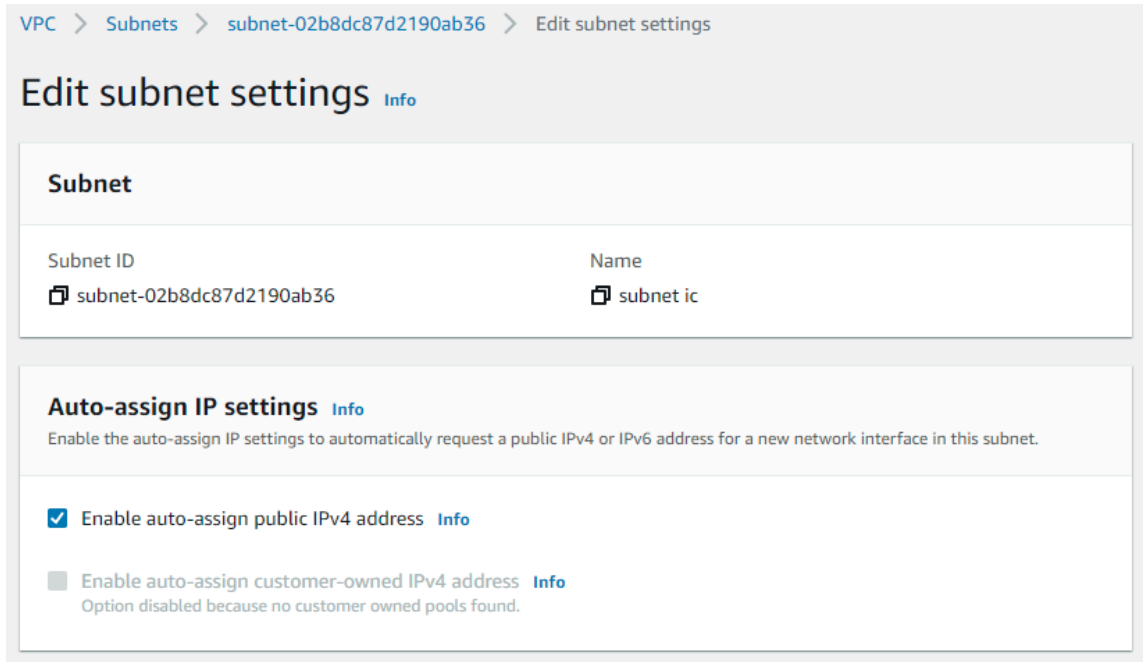 VPC > Subnets > subnet-02b8dc87d2190ab36 > Edit subnet settings
Edit subnet settings Info
Subnet
Subnet ID Name
subnet-02b8dc87d2190ab36 subnet ic
Auto-assign IP settings Info
Enable the auto-assign IP settings to automatically request a public IPv4 or IPv6 address for a new network interface in this subnet.
Enable auto-assign public IPv4 address Info
Enable auto-assign customer-owned IPv4 address Info
Option disabled because no customer owned pools found.